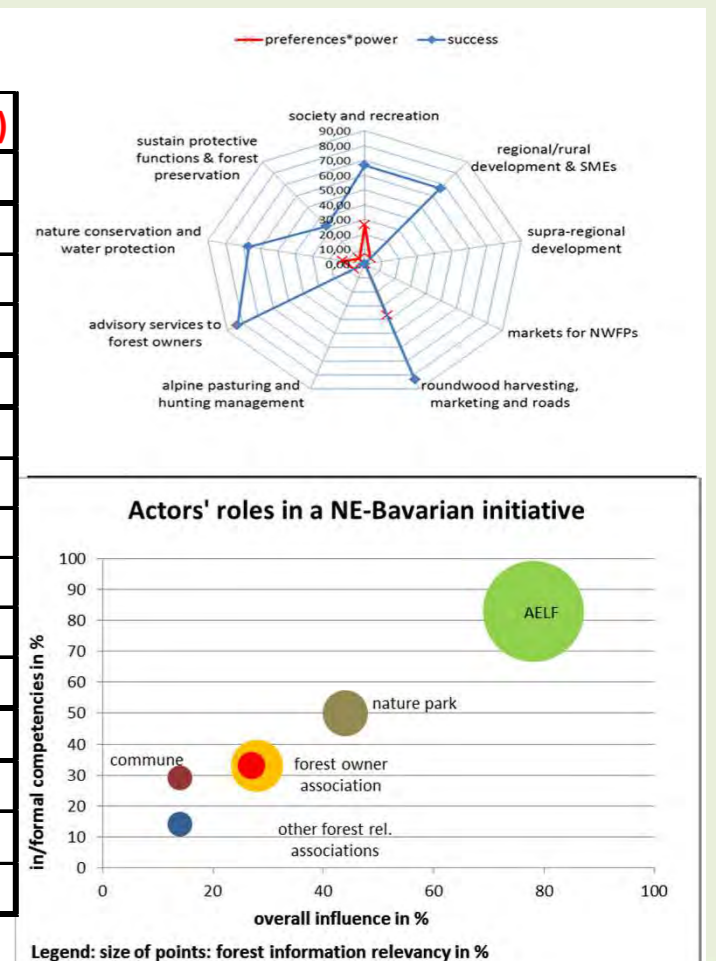 preferences*power success
)
society and recreation
90,00
80,00
70,00
60,00
50,00
40,00
30,00
20,00
10,00
0,00
regional/rural
development & SMEs
supra-regional
development
markets for NWFPs
roundwood harvesting,
marketing and roads
alpine pasturing and
hunting management
advisory services to
forest owners
nature conservation and
water protection
sustain protective
functions & forest
preservation
Actors' roles in a NE-Bavarian initiative
in/formal competencies in %
100
90
80
70
60
50
40
30
20
10
0
AELF
nature park
commune
forest owner
association
other forest rel.
associations
0 20 40 60 80 100
overall influence in %
Legend: size of points: forest information relevancy in %